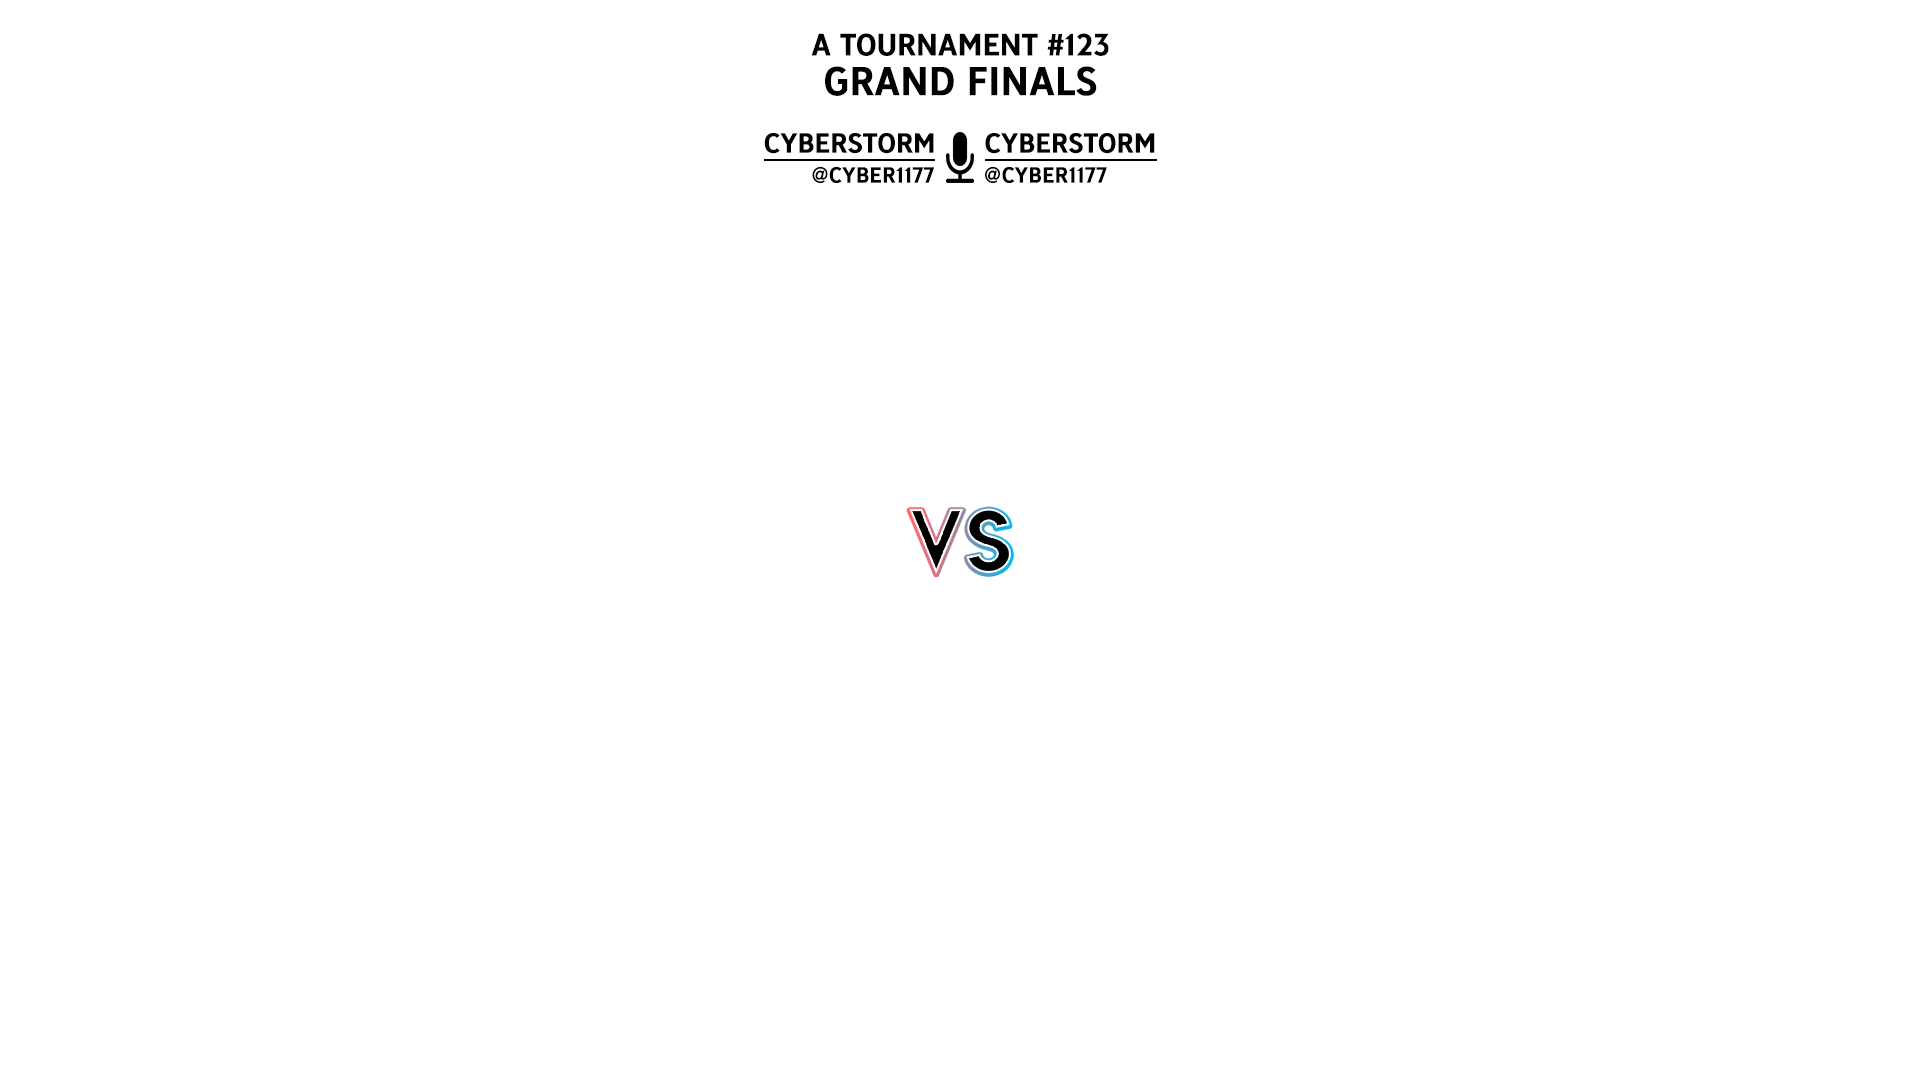 A TOURNAMENT #123
GRAND FINALS
CYBERSTORM CYBERSTORM
@CYBER1177 @CYBER1177
VS